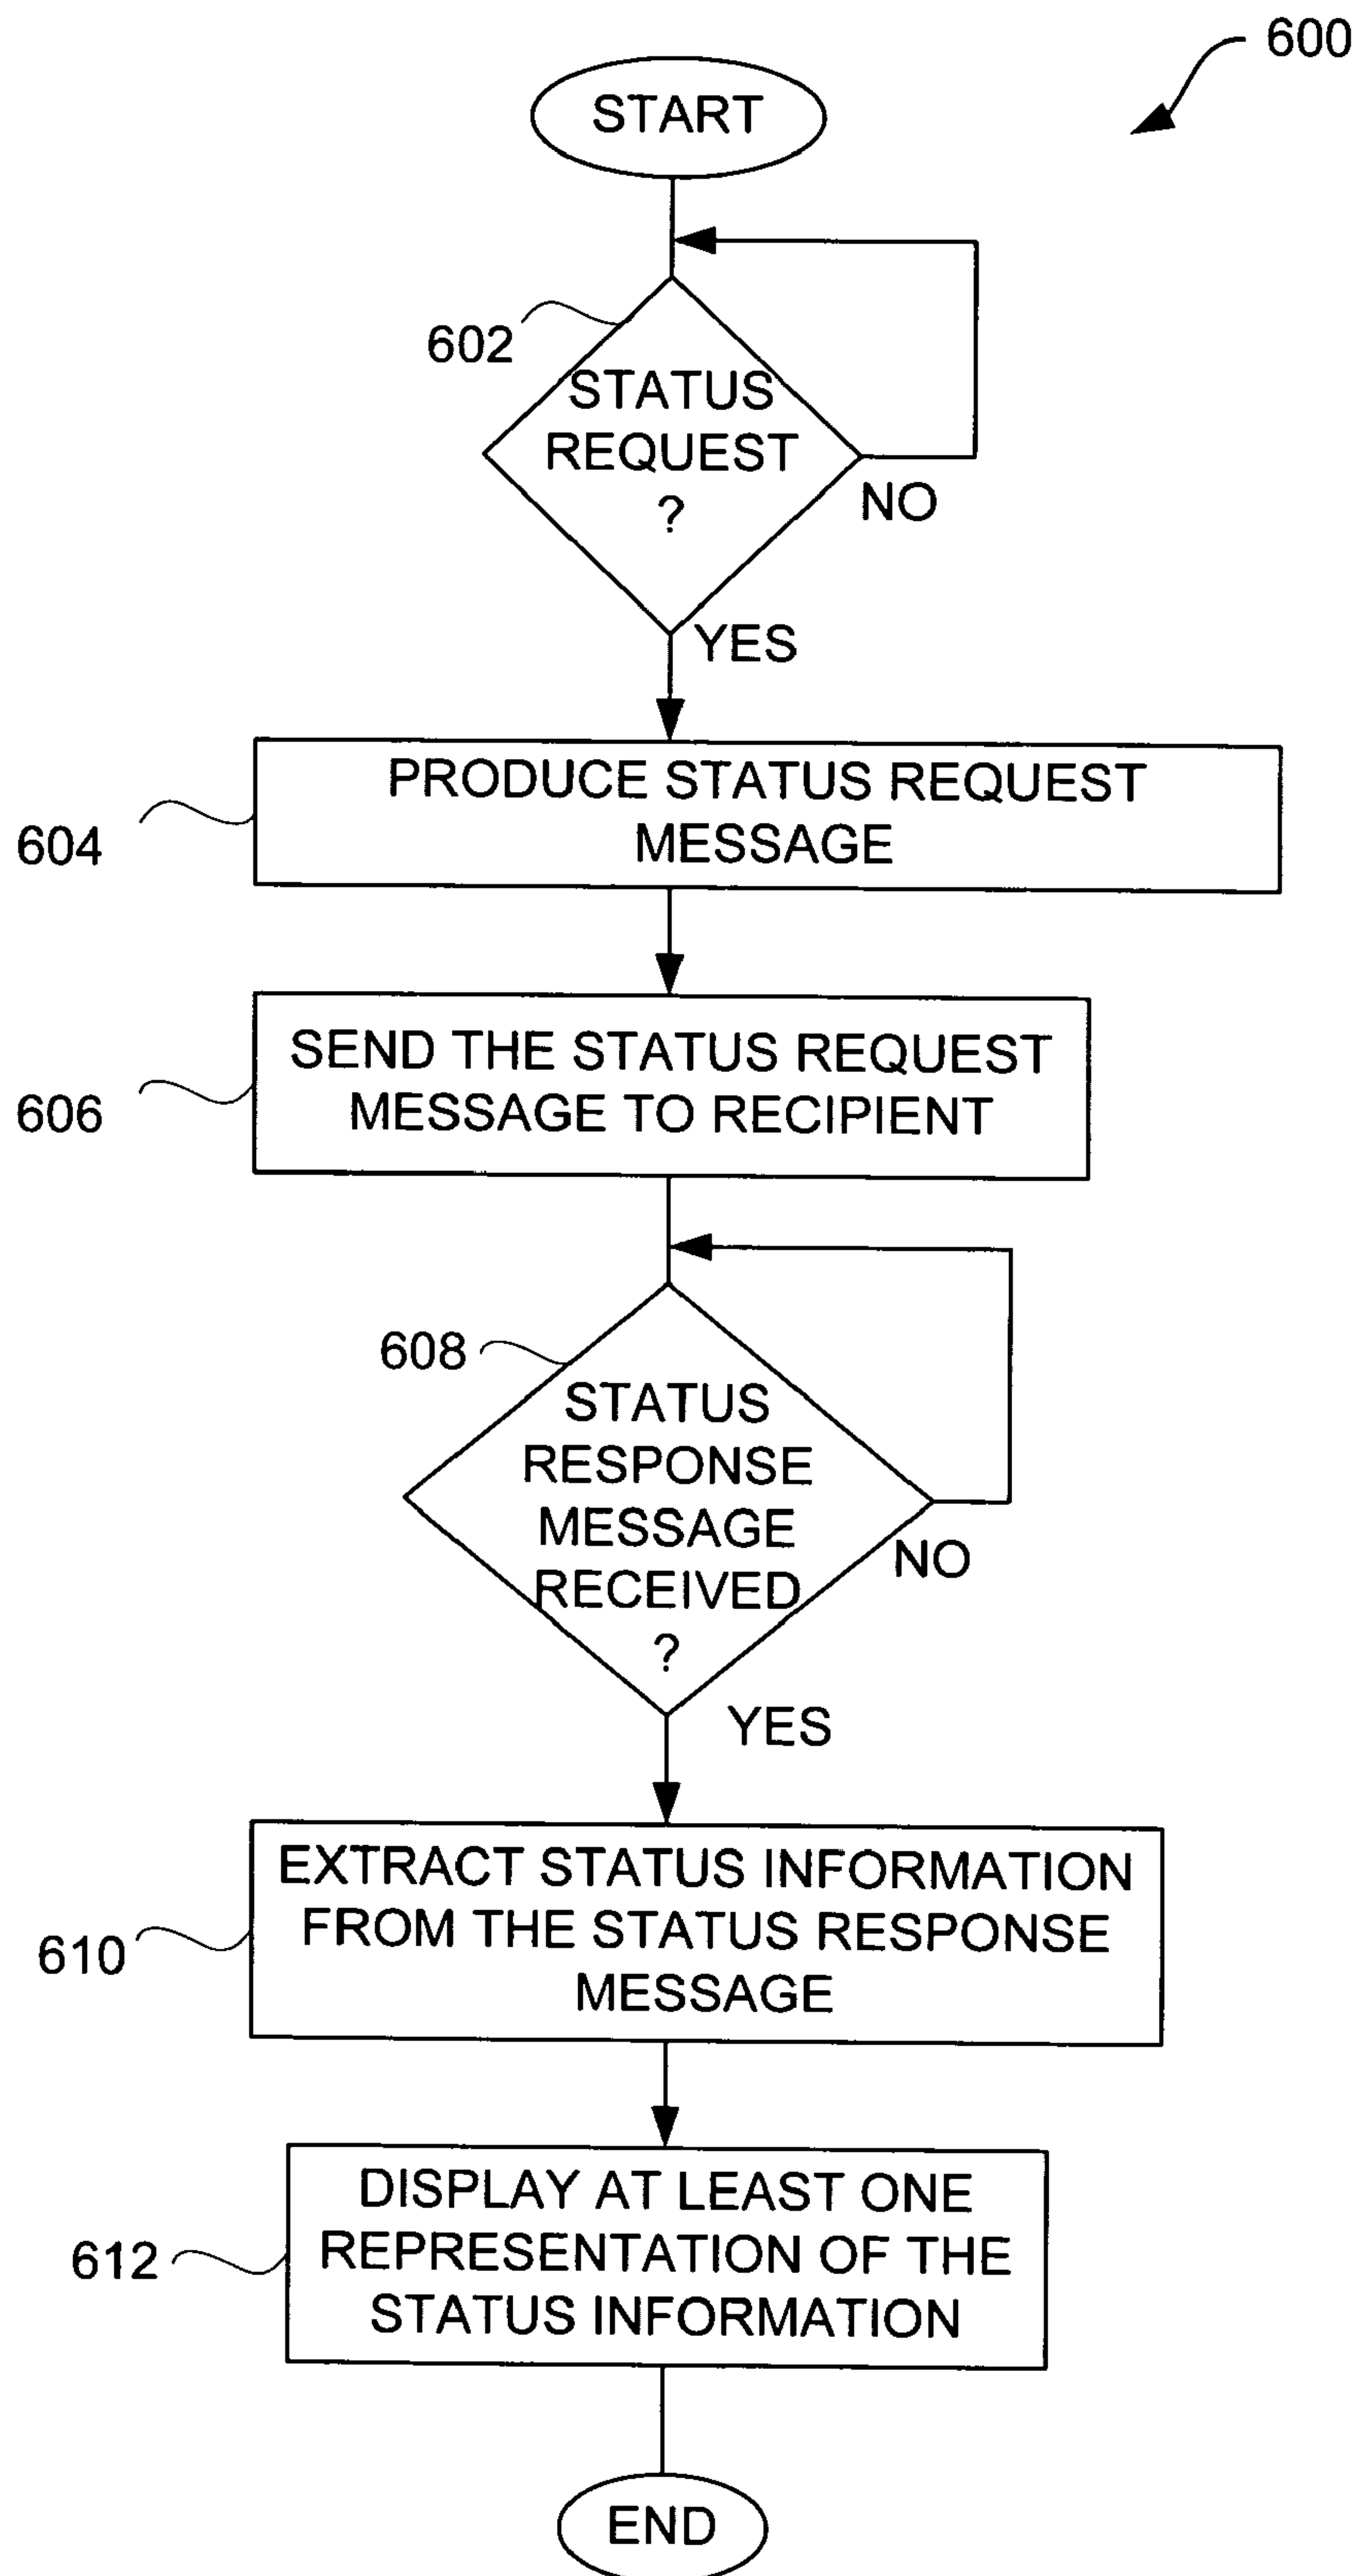 600
START
602
STATUS
REQUEST
?
NO
YES
604
PRODUCE STATUS REQUEST
MESSAGE
606
SEND THE STATUS REQUEST
MESSAGE TO RECIPIENT
608
STATUS
RESPONSE
MESSAGE
RECEIVED
?
NO
YES
610
EXTRACT STATUS INFORMATION
FROM THE STATUS RESPONSE
MESSAGE
612
DISPLAY AT LEAST ONE
REPRESENTATION OF THE
STATUS INFORMATION
END